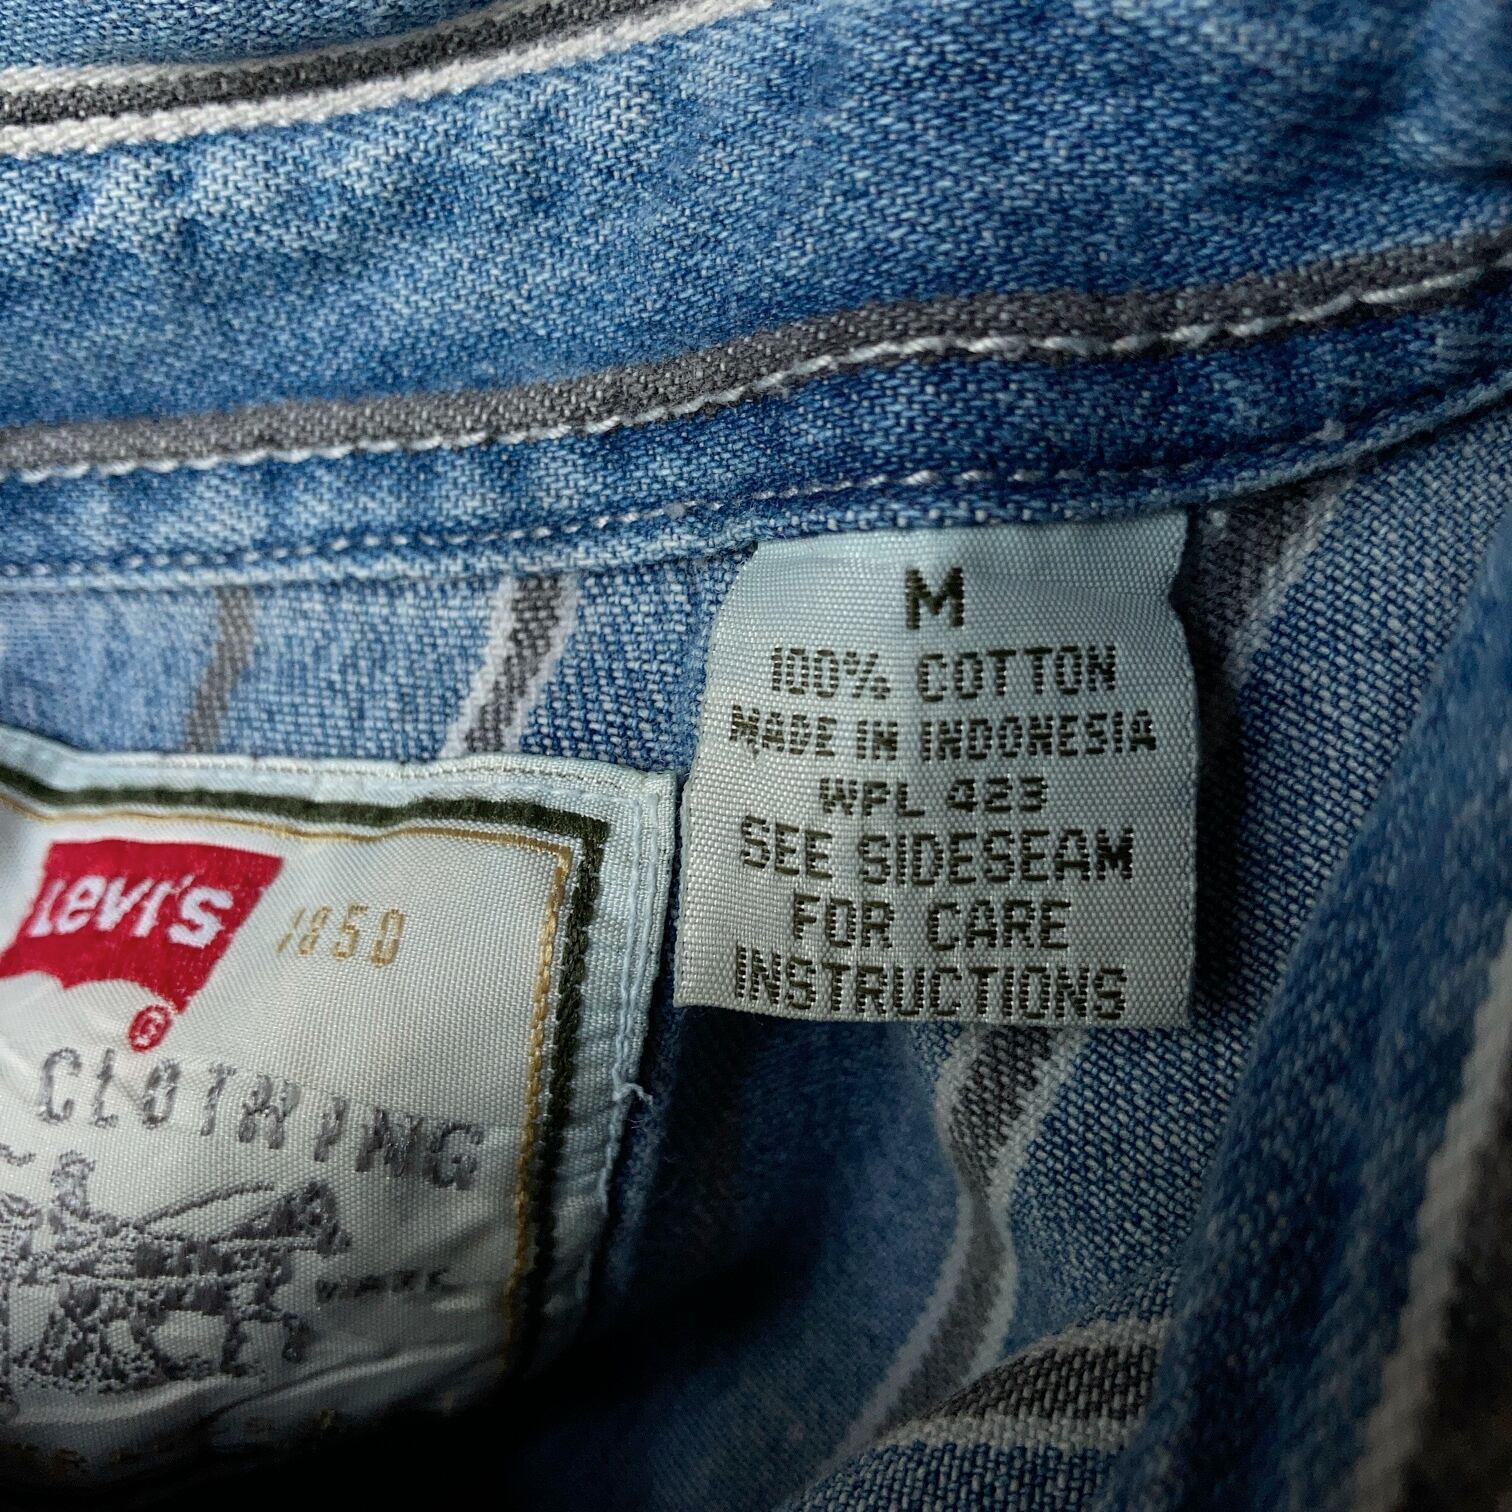 M
100% COTTON
MADE IN INDONESIA
WPL 423
SEE SIDESEAM
FOR CARE
INSTRUCTIONS
Levi's 1850
®
CLOTHING